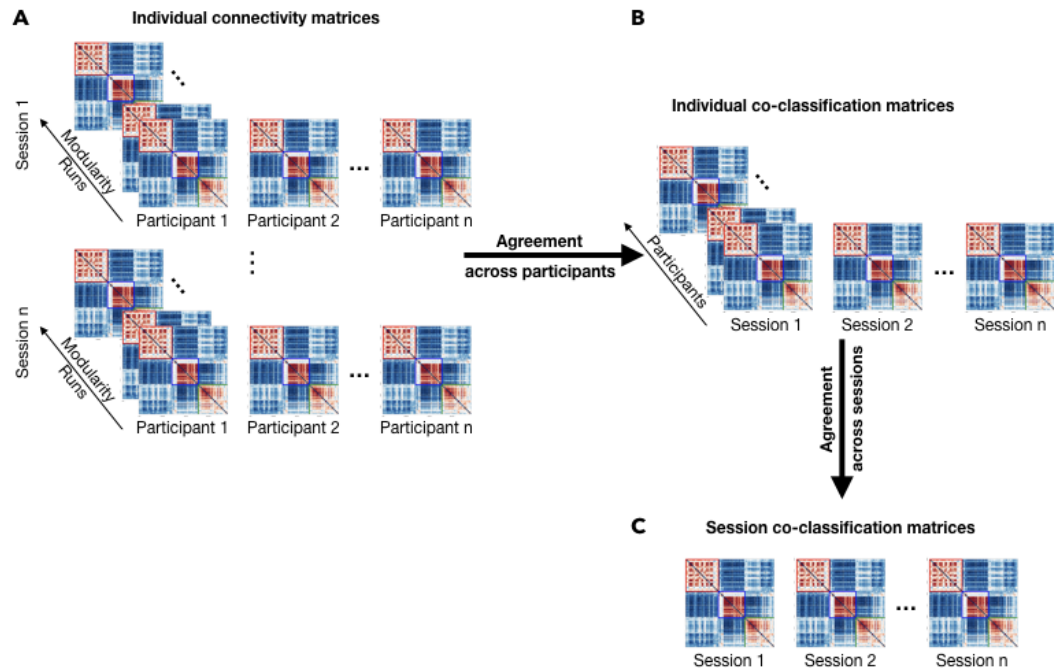 A
Individual connectivity matrices
Session 1
Modularity
Runs
Participant 1
Participant 2
...
Participant n
Session n
Modularity
Runs
Participant 1
Participant 2
...
Participant n
Agreement
across participants
B
Individual co-classification matrices
Participants
Session 1
Session 2
...
Session n
Agreement
across sessions
C
Session co-classification matrices
Session 1
Session 2
...
Session n